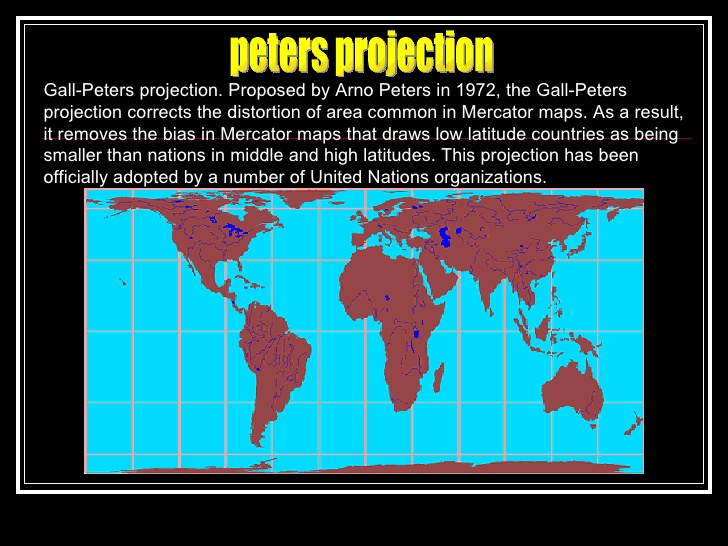 peters projection
Gall-Peters projection. Proposed by Arno Peters in 1972, the Gall-Peters
projection corrects the distortion of area common in Mercator maps. As a result,
it removes the bias in Mercator maps that draws low latitude countries as being
smaller than nations in middle and high latitudes. This projection has been
officially adopted by a number of United Nations organizations.